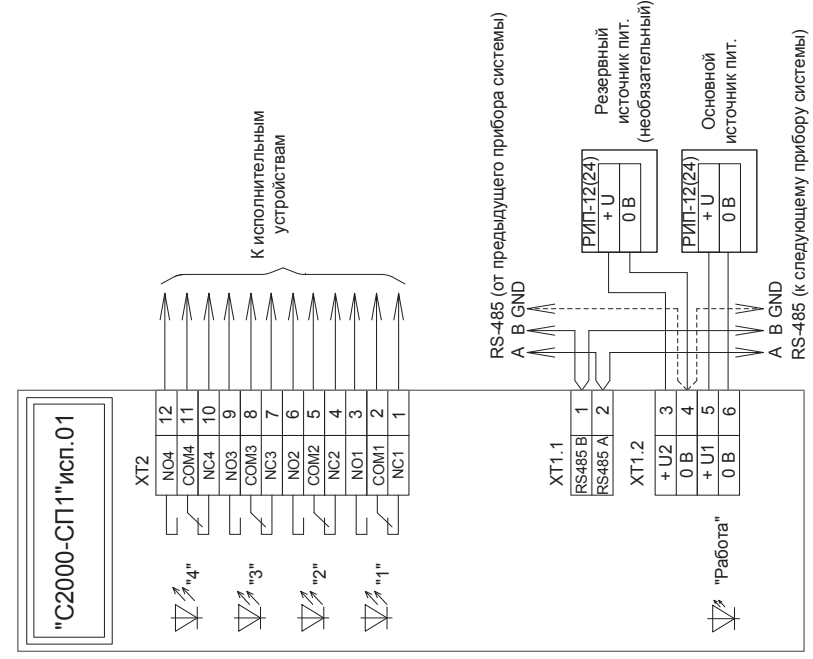 "С2000-СП1"исп.01
XT2
NO4 12
COM4 11
NC4 10
NO3 9
COM3 8
NC3 7
NO2 6
COM2 5
NC2 4
NO1 3
COM1 2
NC1 1
"4"
"3"
"2"
"1"
К исполнительным
устройствам
XT1.1
RS485 B 1
RS485 A 2
XT1.2
+ U2 3
0 В 4
+ U1 5
0 В 6
"Работа"
RS-485 (от предыдущего прибора системы)
A B GND
A B GND
RS-485 (к следующему прибору системы)
РИП-12(24)
+ U
0 В
Резервный
источник пит.
(необязательный)
РИП-12(24)
+ U
0 В
Основной
источник пит.